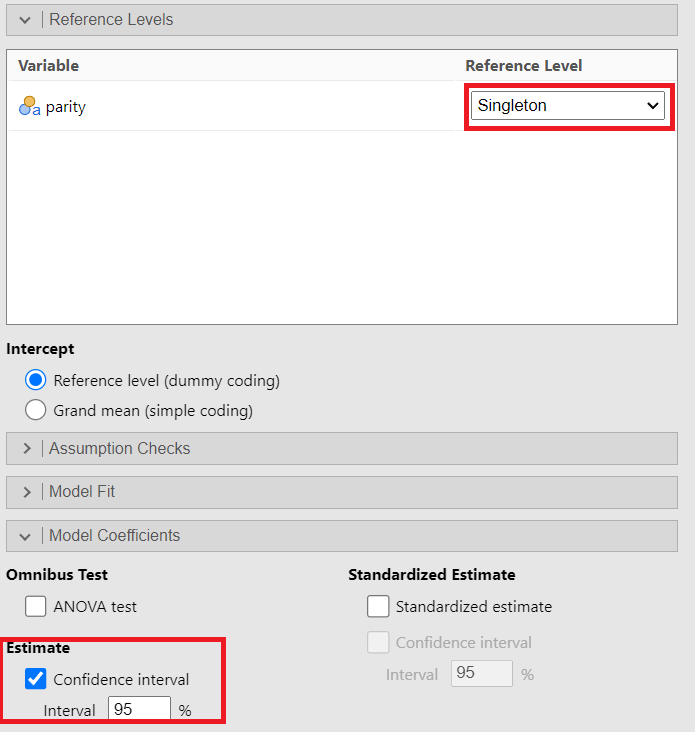 Reference Levels
Variable Reference Level
a parity Singleton
Intercept
Reference level (dummy coding)
Grand mean (simple coding)
Assumption Checks
Model Fit
Model Coefficients
Omnibus Test Standardized Estimate
ANOVA test Standardized estimate
Estimate Confidence interval
Confidence interval Interval 95 %
Interval 95 %